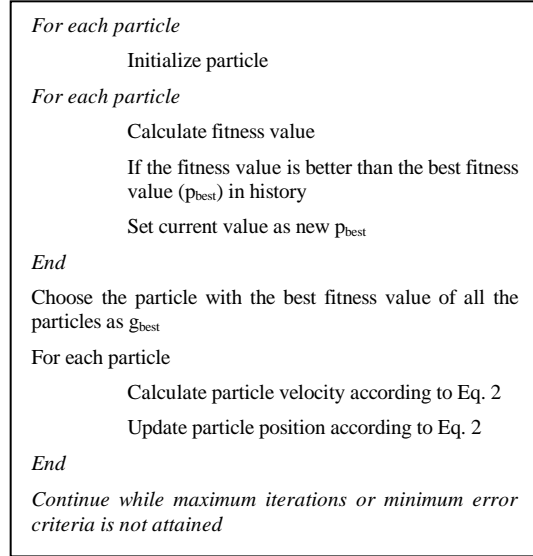 For each particle
Initialize particle
For each particle
Calculate fitness value
If the fitness value is better than the best fitness
value (pbest) in history
Set current value as new pbest
End
Choose the particle with the best fitness value of all the
particles as gbest
For each particle
Calculate particle velocity according to Eq. 2
Update particle position according to Eq. 2
End
Continue while maximum iterations or minimum error
criteria is not attained